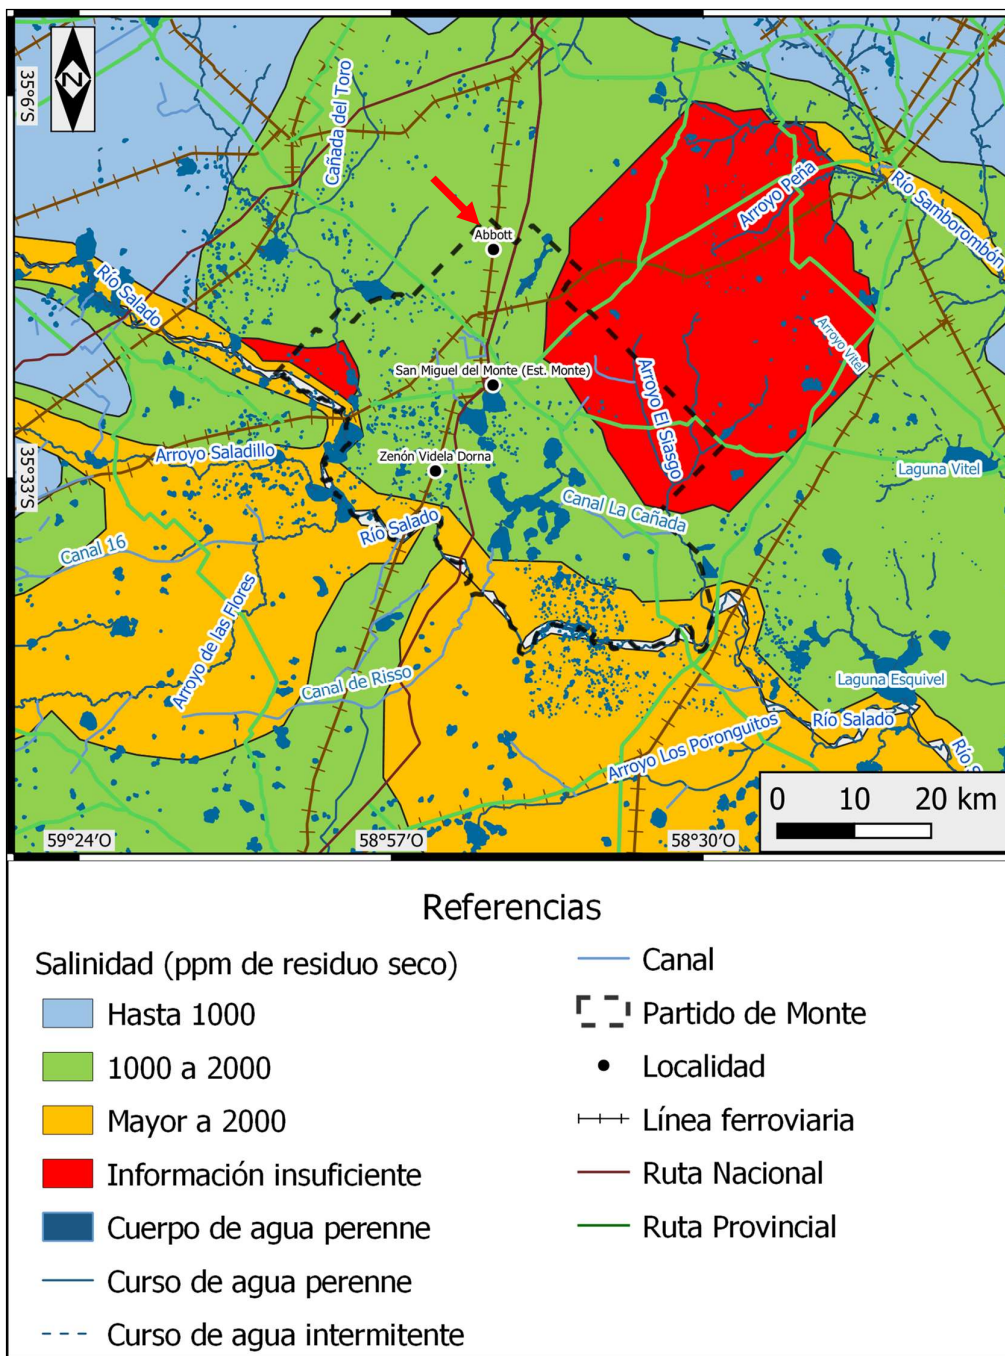 N
35°6'S
Cañada del Toro
Arroyo Peña
Río Samborombón
Abbott
Río Salado
Arroyo Vitel
San Miguel del Monte (Est. Monte)
Arroyo El Siasgo
Arroyo Saladillo
Zenón Videla Dorna
Laguna Vitel
35°33'S
Canal La Cañada
Río Salado
Canal 16
Arroyo de las Flores
Canal de Risso
Laguna Esquivel
Río Salado
Arroyo Los Poronguitos
Río S
0 10 20 km
59°24'O
58°57'O
58°30'O
Referencias
Salinidad (ppm de residuo seco)
Hasta 1000
1000 a 2000
Mayor a 2000
Información insuficiente
Cuerpo de agua perenne
Curso de agua perenne
Curso de agua intermitente
Canal
Partido de Monte
Localidad
Línea ferroviaria
Ruta Nacional
Ruta Provincial